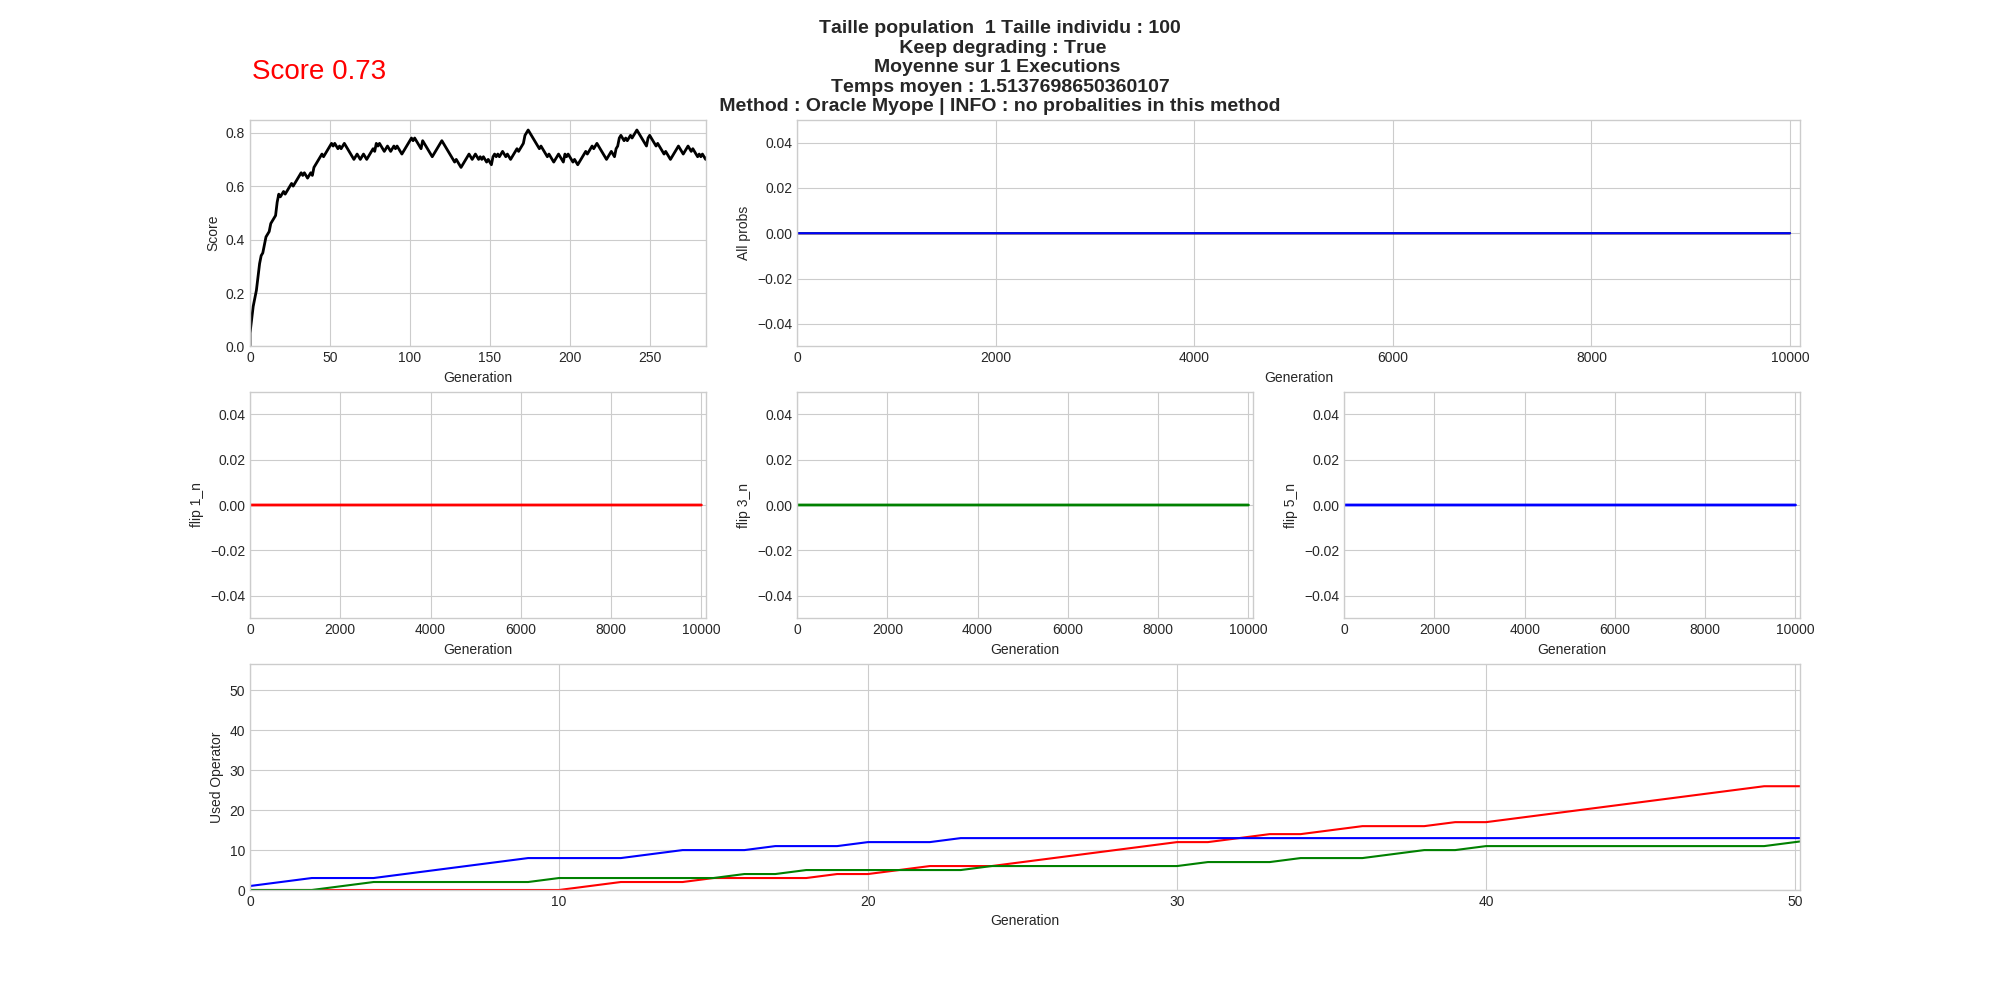 Taille population  1 Taille individu : 100
Keep degrading : True
Moyenne sur 1 Executions
Temps moyen : 1.5137698650360107
Method : Oracle Myope | INFO : no probalities in this method
Score 0.73
Score
0.8
0.6
0.4
0.2
0.0
0 50 100 150 200 250
Generation
All probs
0.04
0.02
0.00
−0.02
−0.04
0 2000 4000 6000 8000 10000
Generation
flip 1_n
0.04
0.02
0.00
−0.02
−0.04
0 2000 4000 6000 8000 10000
Generation
flip 3_n
0.04
0.02
0.00
−0.02
−0.04
0 2000 4000 6000 8000 10000
Generation
flip 5_n
0.04
0.02
0.00
−0.02
−0.04
0 2000 4000 6000 8000 10000
Generation
Used Operator
50
40
30
20
10
0
0 10 20 30 40 50
Generation